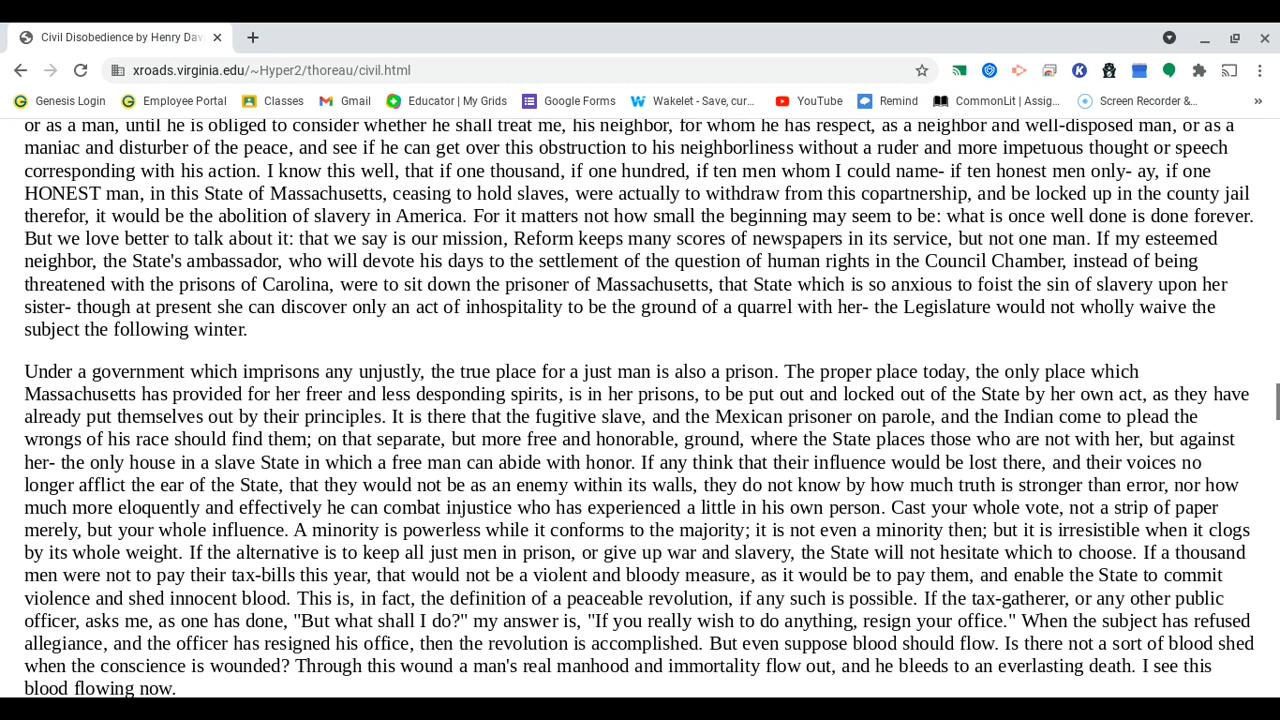 Civil Disobedience by Henry Dav
xroads.virginia.edu/~Hyper2/thoreau/civil.html
Genesis Login Employee Portal Classes Gmail Educator | My Grids Google Forms Wakelet - Save, cur... YouTube Remind CommonLit | Assig... Screen Recorder &... »
or as a man, until he is obliged to consider whether he shall treat me, his neighbor, for whom he has respect, as a neighbor and well-disposed man, or as a
maniac and disturber of the peace, and see if he can get over this obstruction to his neighborliness without a ruder and more impetuous thought or speech
corresponding with his action. I know this well, that if one thousand, if one hundred, if ten men whom I could name- if ten honest men only- ay, if one
HONEST man, in this State of Massachusetts, ceasing to hold slaves, were actually to withdraw from this copartnership, and be locked up in the county jail
therefor, it would be the abolition of slavery in America. For it matters not how small the beginning may seem to be: what is once well done is done forever.
But we love better to talk about it: that we say is our mission, Reform keeps many scores of newspapers in its service, but not one man. If my esteemed
neighbor, the State's ambassador, who will devote his days to the settlement of the question of human rights in the Council Chamber, instead of being
threatened with the prisons of Carolina, were to sit down the prisoner of Massachusetts, that State which is so anxious to foist the sin of slavery upon her
sister- though at present she can discover only an act of inhospitality to be the ground of a quarrel with her- the Legislature would not wholly waive the
subject the following winter.
Under a government which imprisons any unjustly, the true place for a just man is also a prison. The proper place today, the only place which
Massachusetts has provided for her freer and less desponding spirits, is in her prisons, to be put out and locked out of the State by her own act, as they have
already put themselves out by their principles. It is there that the fugitive slave, and the Mexican prisoner on parole, and the Indian come to plead the
wrongs of his race should find them; on that separate, but more free and honorable, ground, where the State places those who are not with her, but against
her- the only house in a slave State in which a free man can abide with honor. If any think that their influence would be lost there, and their voices no
longer afflict the ear of the State, that they would not be as an enemy within its walls, they do not know by how much truth is stronger than error, nor how
much more eloquently and effectively he can combat injustice who has experienced a little in his own person. Cast your whole vote, not a strip of paper
merely, but your whole influence. A minority is powerless while it conforms to the majority; it is not even a minority then; but it is irresistible when it clogs
by its whole weight. If the alternative is to keep all just men in prison, or give up war and slavery, the State will not hesitate which to choose. If a thousand
men were not to pay their tax-bills this year, that would not be a violent and bloody measure, as it would be to pay them, and enable the State to commit
violence and shed innocent blood. This is, in fact, the definition of a peaceable revolution, if any such is possible. If the tax-gatherer, or any other public
officer, asks me, as one has done, "But what shall I do?" my answer is, "If you really wish to do anything, resign your office." When the subject has refused
allegiance, and the officer has resigned his office, then the revolution is accomplished. But even suppose blood should flow. Is there not a sort of blood shed
when the conscience is wounded? Through this wound a man's real manhood and immortality flow out, and he bleeds to an everlasting death. I see this
blood flowing now.